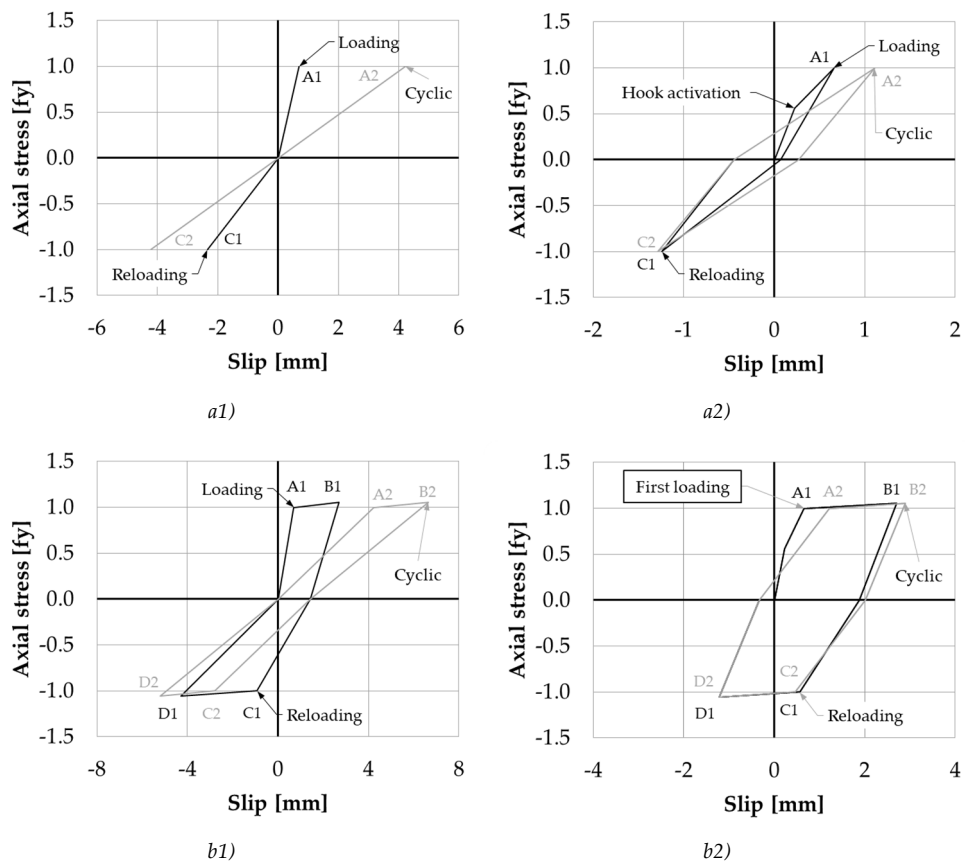 1.5
1.0
0.5
0.0
-0.5
-1.0
-1.5
Axial stress [fy]
Loading
A1
A2
Cyclic
C2
C1
Reloading
-6 -4 -2 0 2 4 6
Slip [mm]
a1)
1.5
1.0
0.5
0.0
-0.5
-1.0
-1.5
Axial stress [fy]
A1
Loading
Hook activation
A2
Cyclic
C2
C1
Reloading
-2 -1 0 1 2
Slip [mm]
a2)
1.5
1.0
0.5
0.0
-0.5
-1.0
-1.5
Axial stress [fy]
Loading
A1
B1
A2
B2
Cyclic
D2
D1
C2
C1
Reloading
-8 -4 0 4 8
Slip [mm]
b1)
1.5
1.0
0.5
0.0
-0.5
-1.0
-1.5
Axial stress [fy]
First loading
A1
A2
B1
B2
Cyclic
C2
D2
D1
C1
Reloading
-4 -2 0 2 4
Slip [mm]
b2)